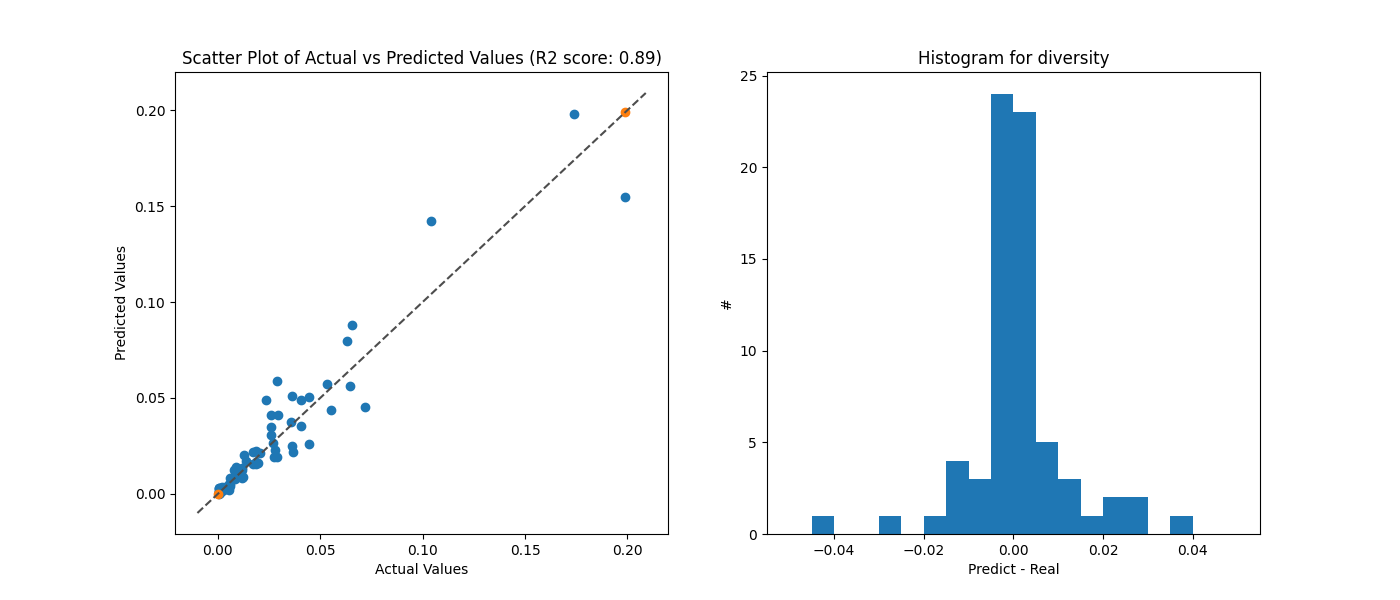 Scatter Plot of Actual vs Predicted Values (R2 score: 0.89)
0.20
0.15
0.10
0.05
0.00
Predicted Values
0.00 0.05 0.10 0.15 0.20
Actual Values
Histogram for diversity
25
20
15
10
5
0
#
−0.04 −0.02 0.00 0.02 0.04
Predict - Real